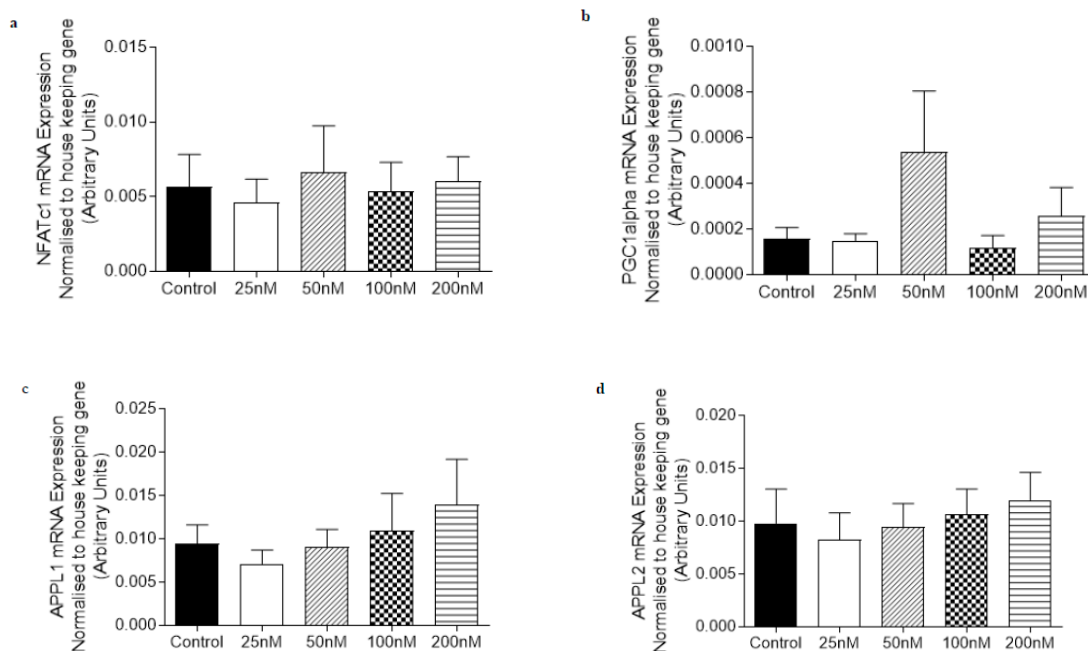 a
NFATc1 mRNA Expression
Normalised to house keeping gene
(Arbitrary Units)
0.015
0.010
0.005
0.000
Control 25nM 50nM 100nM 200nM
b
PGC1alpha mRNA Expression
Normalised to house keeping gene
(Arbitrary Units)
0.0010
0.0008
0.0006
0.0004
0.0002
0.0000
Control 25nM 50nM 100nM 200nM
c
APPL1 mRNA Expression
Normalised to house keeping gene
(Arbitrary Units)
0.025
0.020
0.015
0.010
0.005
0.000
Control 25nM 50nM 100nM 200nM
d
APPL2 mRNA Expression
Normalised to house keeping gene
(Arbitrary Units)
0.020
0.015
0.010
0.005
0.000
Control 25nM 50nM 100nM 200nM